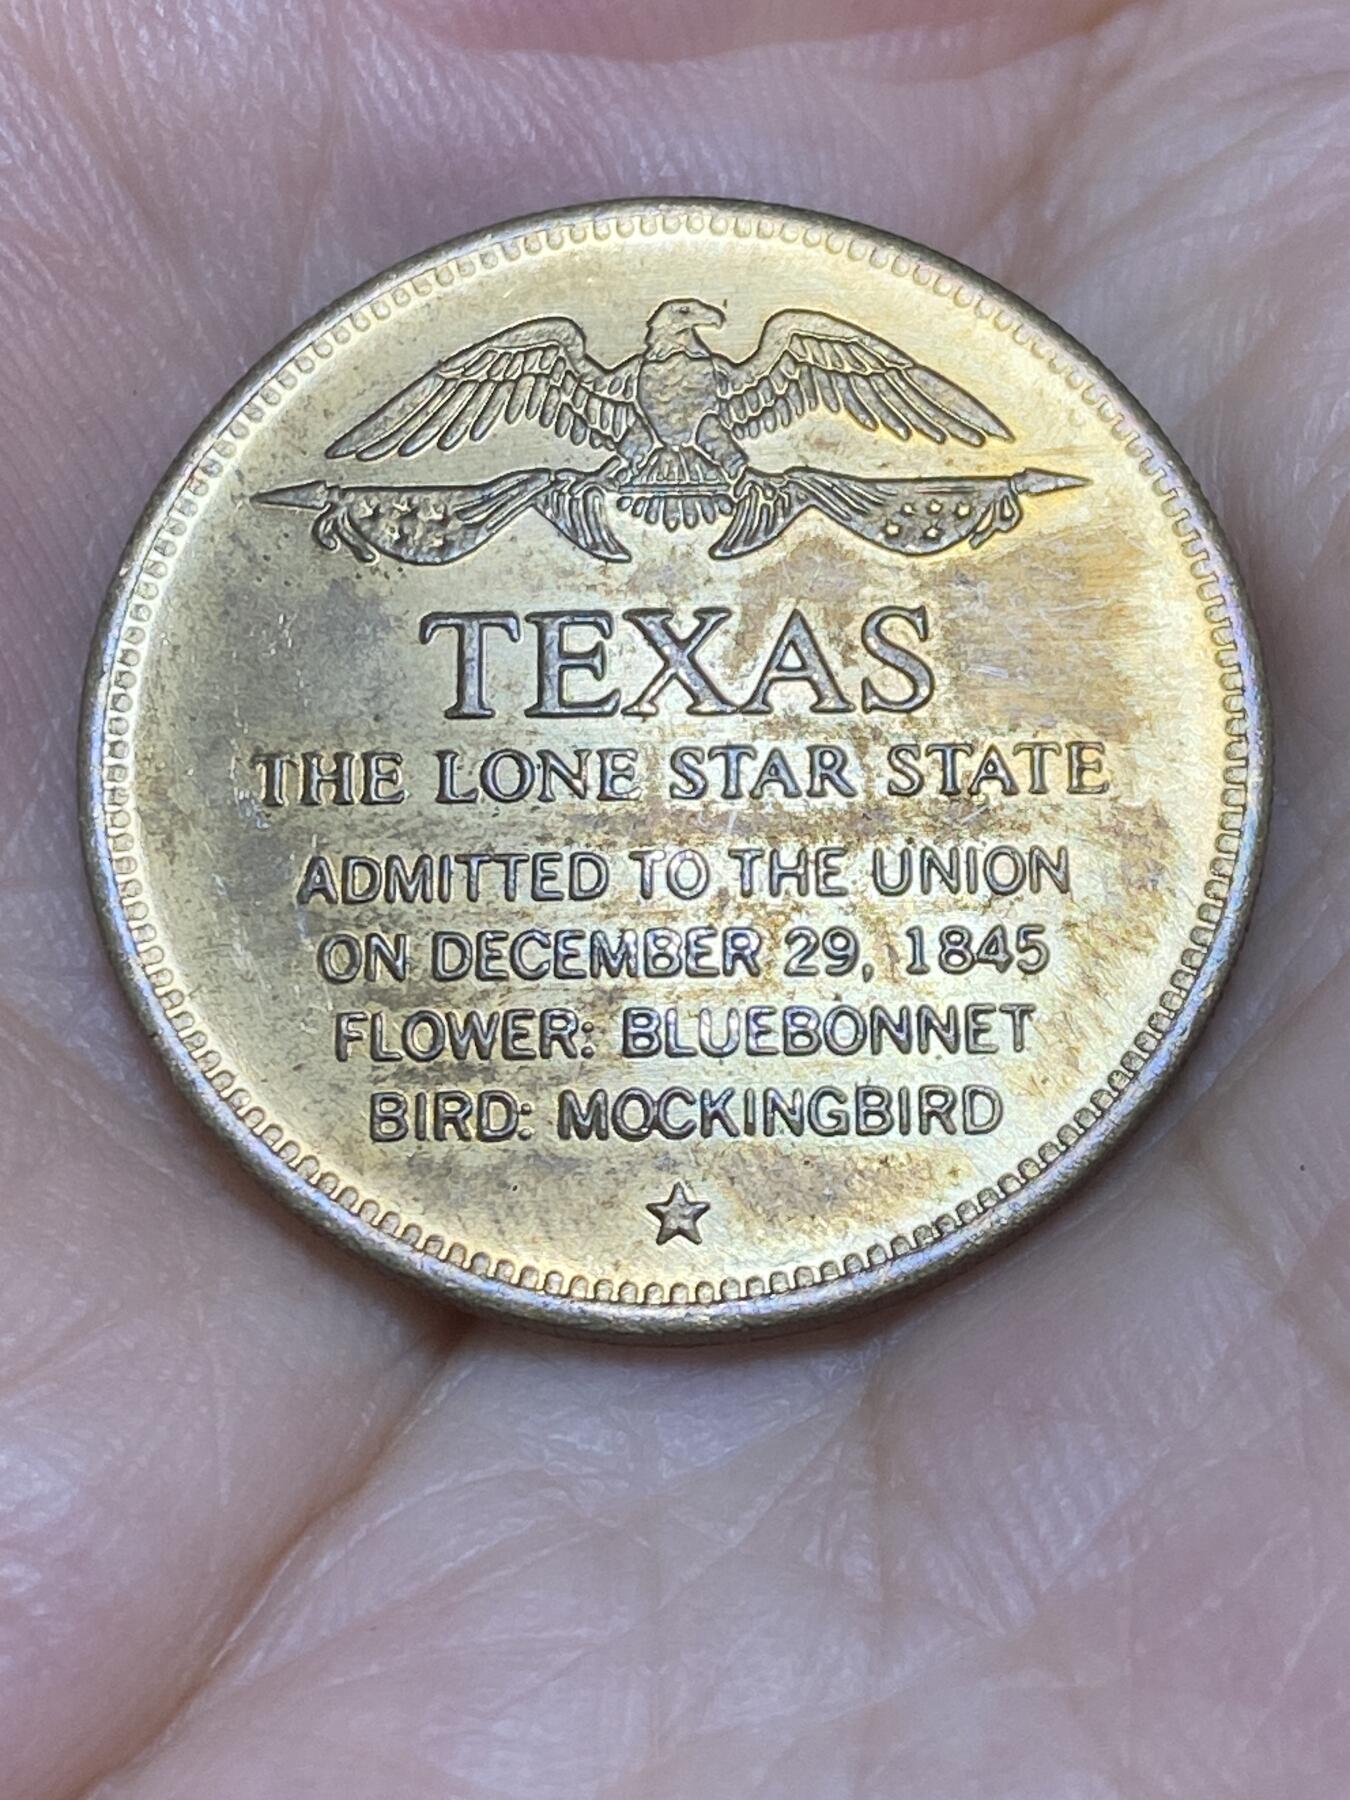 TEXAS
THE LONE STAR STATE
ADMITTED TO THE UNION
ON DECEMBER 29, 1845
FLOWER: BLUEBONNET
BIRD: MOCKINGBIRD